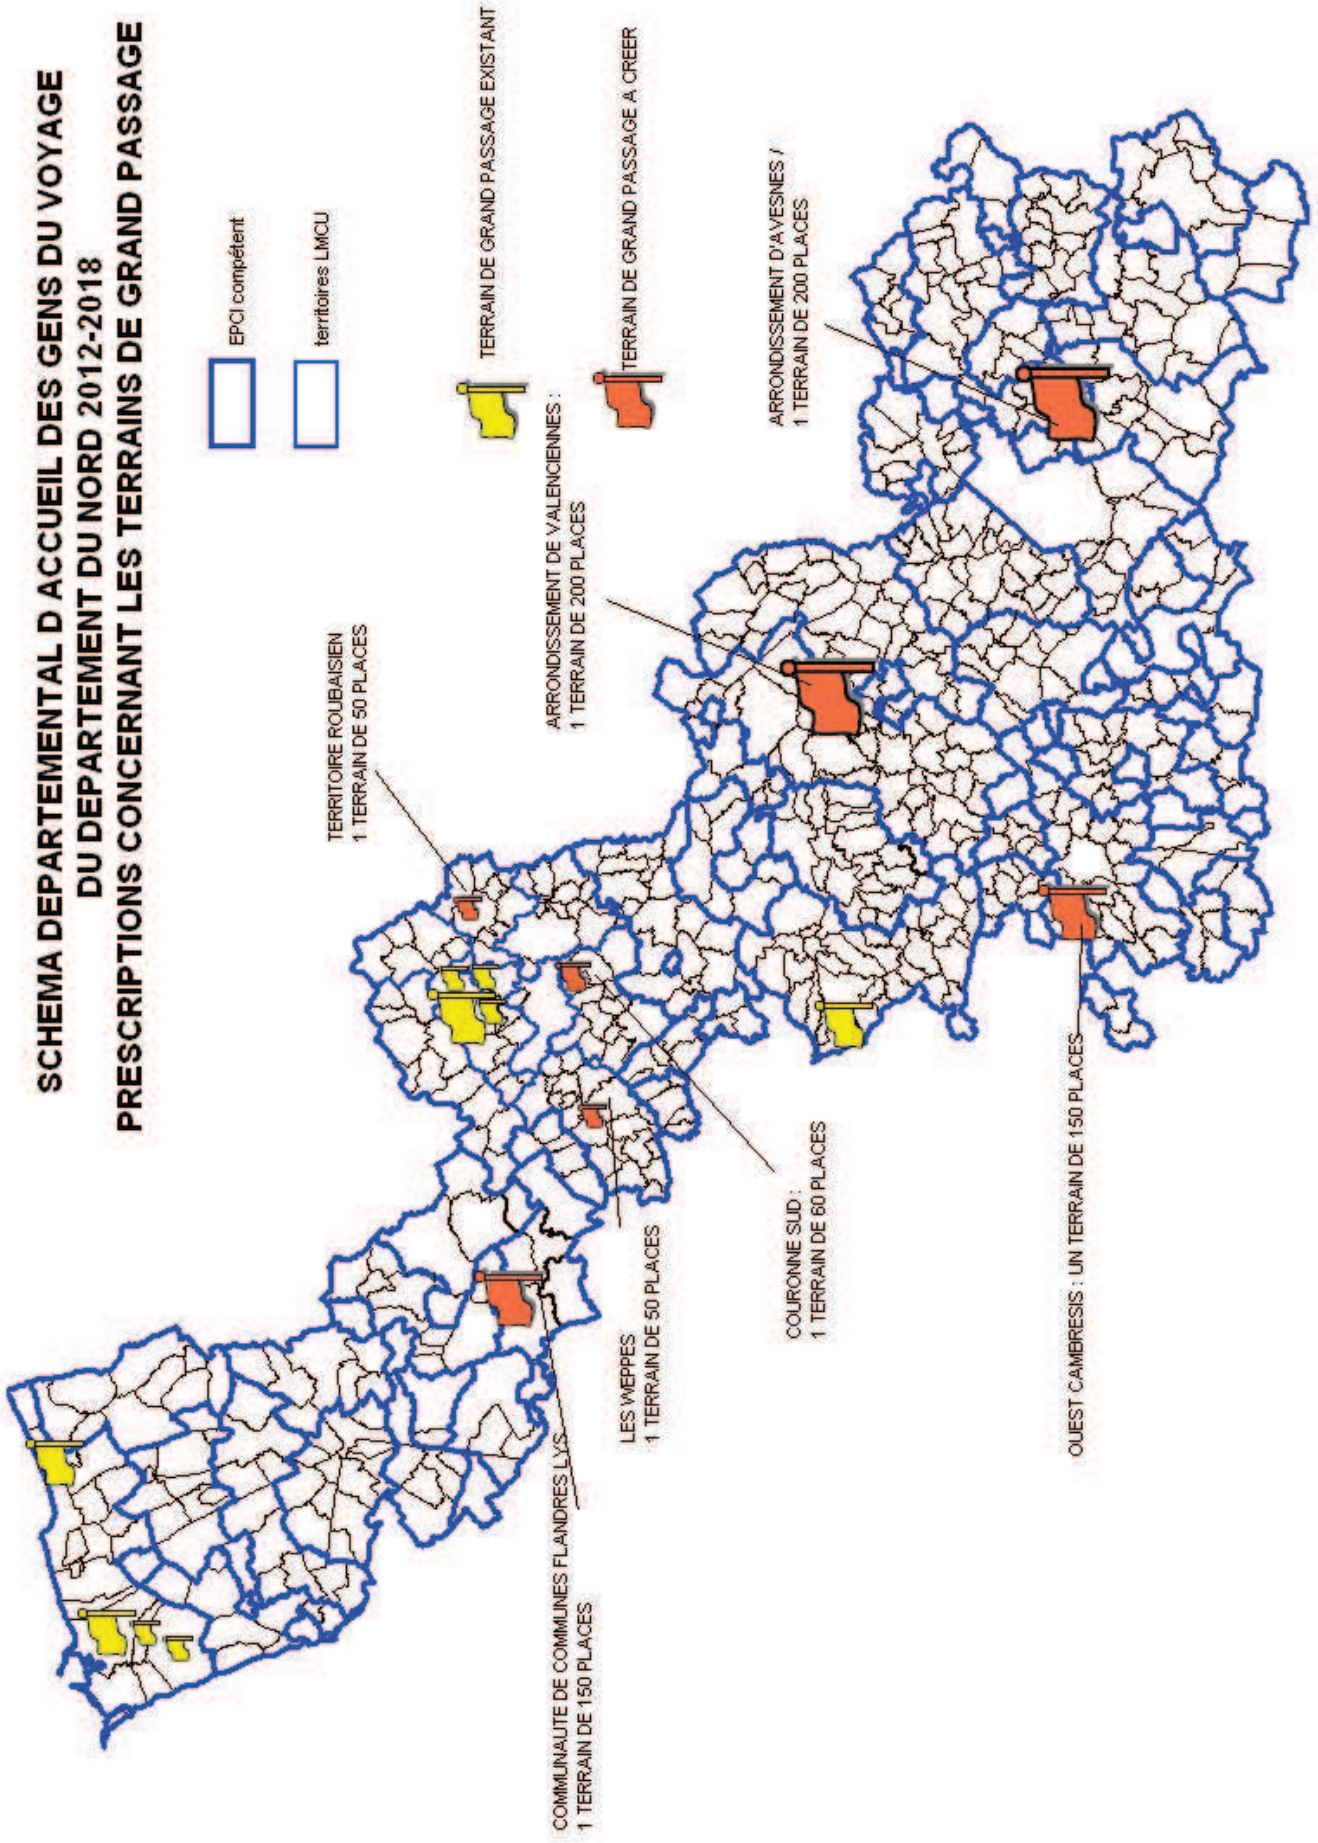 SCHEMA DEPARTEMENTAL D ACCUEIL DES GENS DU VOYAGE
DU DEPARTEMENT DU NORD 2012-2018
PRESCRIPTIONS CONCERNANT LES TERRAINS DE GRAND PASSAGE
EPCI compétent
territoires LMCU
TERRAIN DE GRAND PASSAGE EXISTANT
TERRAIN DE GRAND PASSAGE A CREER
TERRITOIRE ROUBAISIEN
1 TERRAIN DE 50 PLACES
ARRONDISSEMENT DE VALENCIENNES :
1 TERRAIN DE 200 PLACES
ARRONDISSEMENT D'AVESNES /
1 TERRAIN DE 200 PLACES
COMMUNAUTE DE COMMUNES FLANDRES LYS
1 TERRAIN DE 150 PLACES
LES WEPPES
1 TERRAIN DE 50 PLACES
COURONNE SUD :
1 TERRAIN DE 60 PLACES
OUEST CAMBRESIS : UN TERRAIN DE 150 PLACES